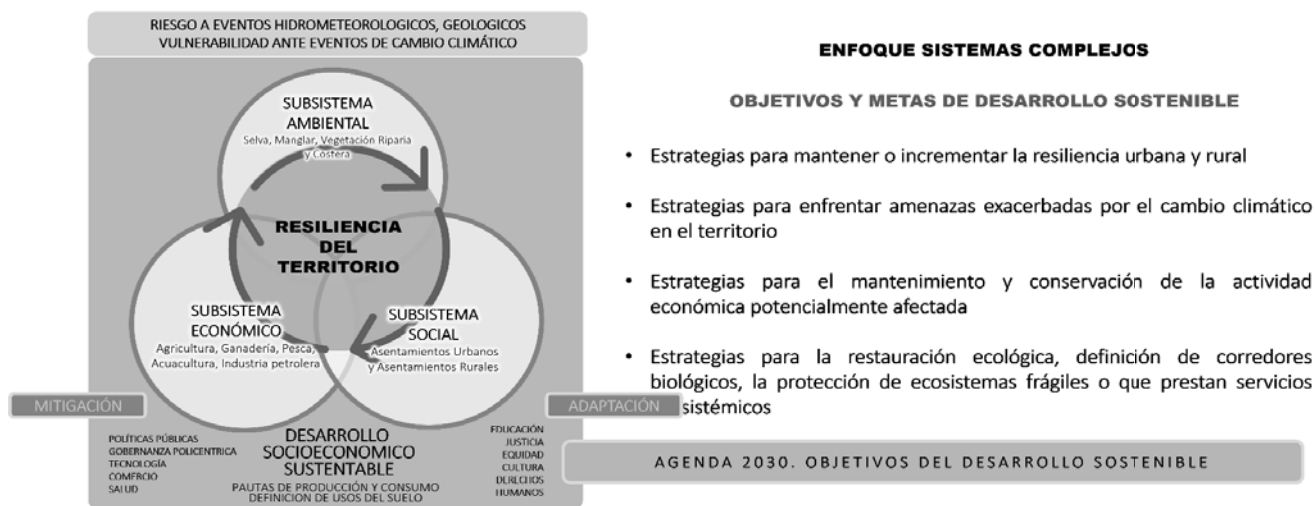 RIESGO A EVENTOS HIDROMETEOROLOGICOS, GEOLOGICOS
VULNERABILIDAD ANTE EVENTOS DE CAMBIO CLIMÁTICO
SUBSISTEMA
AMBIENTAL
Selva, Manglar, Vegetación Riparia
y Costera
RESILIENCIA
DEL
TERRITORIO
SUBSISTEMA
ECONÓMICO
Agricultura, Ganadería, Pesca,
Acuacultura, Industria petrolera
SUBSISTEMA
SOCIAL
Asentamientos Urbanos
y Asentamientos Rurales
MITIGACIÓN
ADAPTACIÓN
POLÍTICAS PÚBLICAS
GOBERNANZA POLICENTRICA
TECNOLOGÍA
COMERCIO
SALUD
DESARROLLO
SOCIOECONOMICO
SUSTENTABLE
PAUTAS DE PRODUCCIÓN Y CONSUMO
DEFINICION DE USOS DEL SUELO
EDUCACIÓN
JUSTICIA
EQUIDAD
CULTURA
DERECHOS
HUMANOS
ENFOQUE SISTEMAS COMPLEJOS
OBJETIVOS Y METAS DE DESARROLLO SOSTENIBLE
• Estrategias para mantener o incrementar la resiliencia urbana y rural
• Estrategias para enfrentar amenazas exacerbadas por el cambio climático
en el territorio
• Estrategias para el mantenimiento y conservación de la actividad
económica potencialmente afectada
• Estrategias para la restauración ecológica, definición de corredores
biológicos, la protección de ecosistemas frágiles o que prestan servicios
sistémicos
AGENDA 2030. OBJETIVOS DEL DESARROLLO SOSTENIBLE